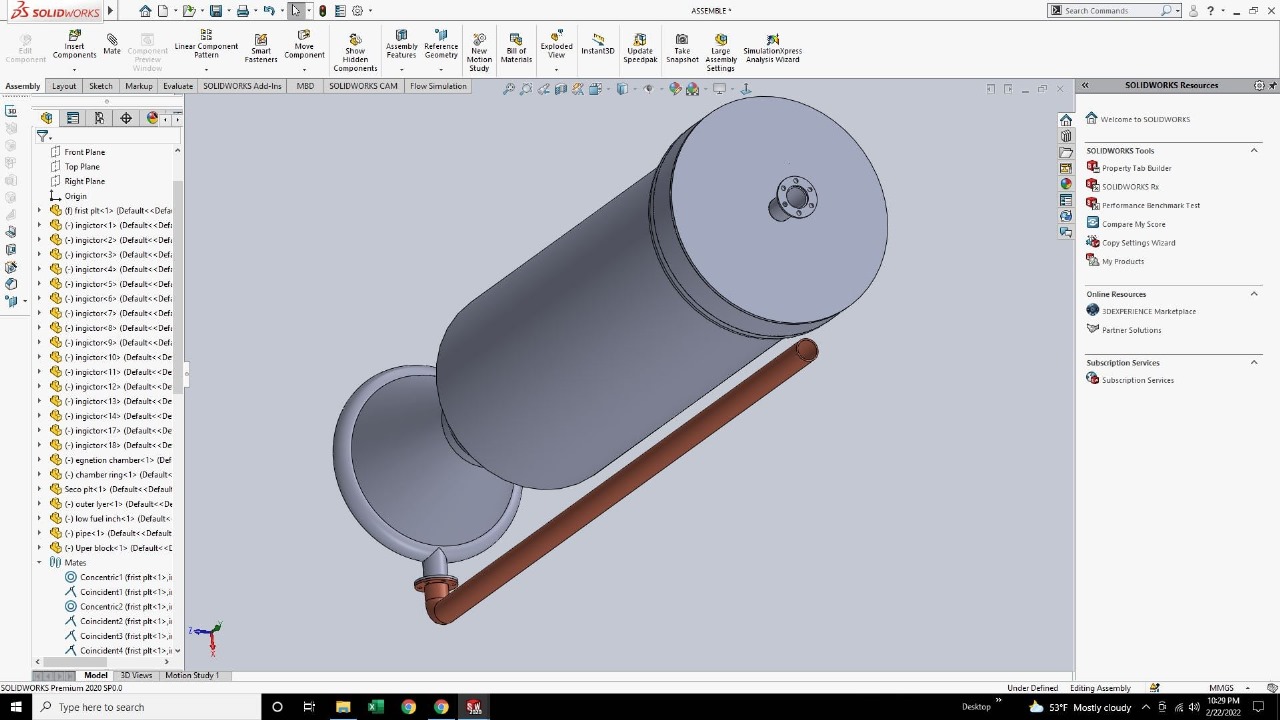 SOLIDWORKS
ASSEMBLE *
Search Commands
Edit Component
Insert Components
Mate
Component Preview Window
Linear Component Pattern
Smart Fasteners
Move Component
Show Hidden Components
Assembly Features
Reference Geometry
New Motion Study
Bill of Materials
Exploded View
Instant3D
Update Speedpak
Take Snapshot
Large Assembly Settings
SimulationXpress Analysis Wizard
Assembly
Layout
Sketch
Markup
Evaluate
SOLIDWORKS Add-Ins
MBD
SOLIDWORKS CAM
Flow Simulation
Front Plane
Top Plane
Right Plane
Origin
(f) frist plt<1> (Default<<Defa
(-) ingictor<1> (Default<<Def
(-) ingictor<2> (Default<<Def
(-) ingictor<3> (Default<<Def
(-) ingictor<4> (Default<<Def
(-) ingictor<5> (Default<<Def
(-) ingictor<6> (Default<<Def
(-) ingictor<7> (Default<<Def
(-) ingictor<8> (Default<<Def
(-) ingictor<9> (Default<<Def
(-) ingictor<10> (Default<<De
(-) ingictor<11> (Default<<De
(-) ingictor<12> (Default<<De
(-) ingictor<13> (Default<<De
(-) ingictor<14> (Default<<De
(-) ingictor<17> (Default<<De
(-) ingictor<18> (Default<<De
(-) egnetion chamber<1> (Def
(-) chamber ring<1> (Default<
Seco plt<1> (Default<<Defaul
(-) outer lyer<1> (Default<<D
(-) low fuel inch<1> (Default<
(-) pipe<1> (Default<<Defaul
(-) Uper block<1> (Default<<D
Mates
Concentric1 (frist plt<1>,i
Coincident1 (frist plt<1>,i
Concentric2 (frist plt<1>,i
Coincident2 (frist plt<1>,i
Coincident3 (frist plt<1>,i
Coincident4 (frist plt<1>,i
Z
Y
X
SOLIDWORKS Resources
Welcome to SOLIDWORKS
SOLIDWORKS Tools
Property Tab Builder
SOLIDWORKS Rx
Performance Benchmark Test
Compare My Score
Copy Settings Wizard
My Products
Online Resources
3DEXPERIENCE Marketplace
Partner Solutions
Subscription Services
Subscription Services
Model
3D Views
Motion Study 1
SOLIDWORKS Premium 2020 SP0.0
Under Defined
Editing Assembly
MMGS
Type here to search
Desktop
53°F Mostly cloudy
10:29 PM
2/22/2022